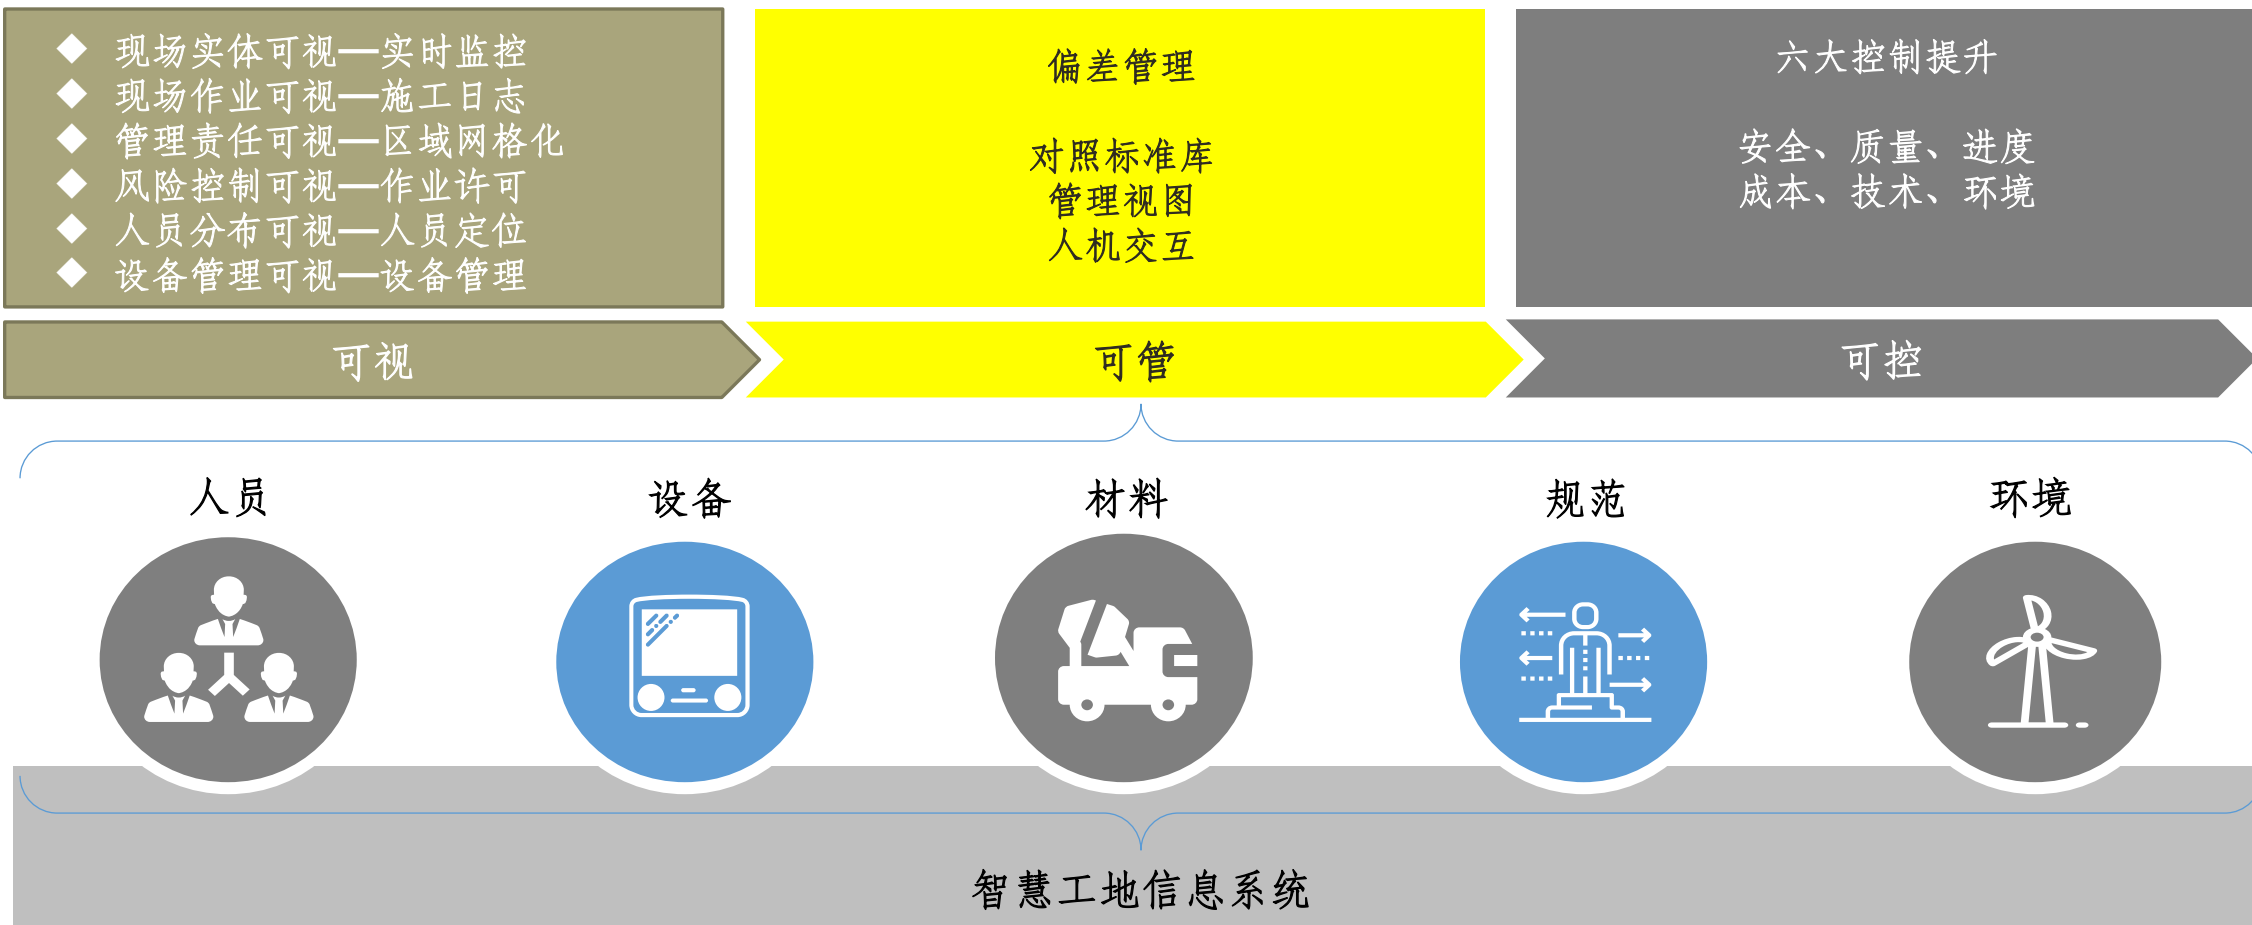 ◆ 现场实体可视—实时监控
◆ 现场作业可视—施工日志
◆ 管理责任可视—区域网格化
◆ 风险控制可视—作业许可
◆ 人员分布可视—人员定位
◆ 设备管理可视—设备管理
偏差管理
对照标准库
管理视图
人机交互
六大控制提升
安全、质量、进度
成本、技术、环境
可视
可管
可控
人员
设备
材料
规范
环境
智慧工地信息系统